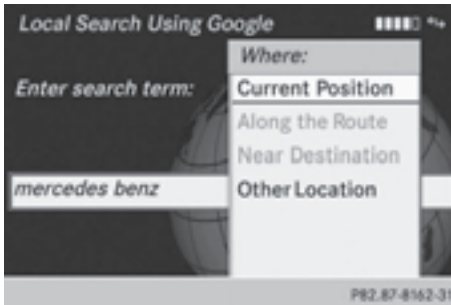 Local Search Using Google
Where:
Enter search term:
Current Position
Along the Route
Near Destination
mercedes benz
Other Location
P82.87-8162-31